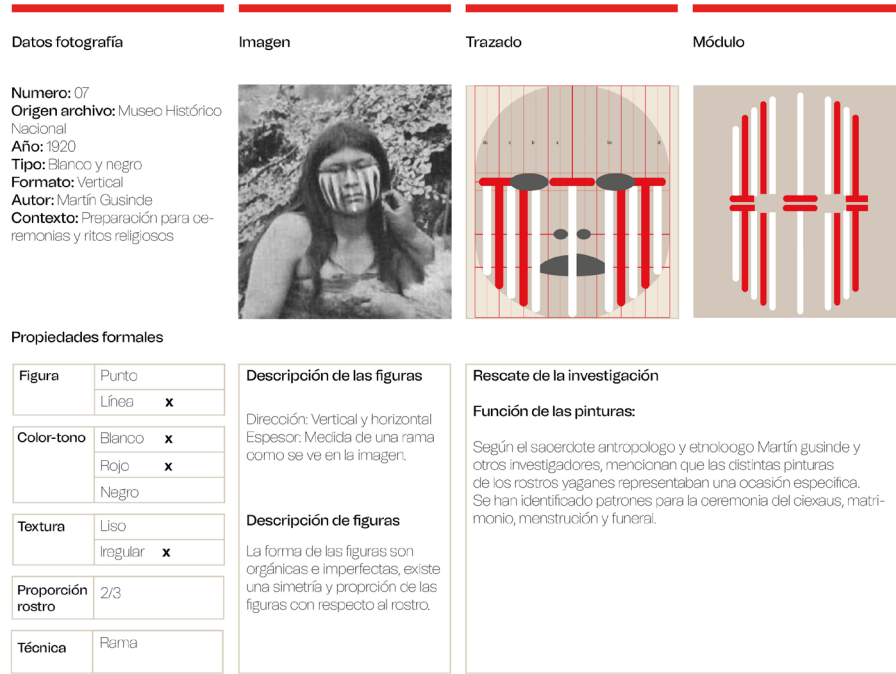 Datos fotografía
Imagen
Trazado
Módulo
Numero: 07
Origen archivo: Museo Histórico
Nacional
Año: 1920
Tipo: Blanco y negro
Formato: Vertical
Autor: Martín Gusinde
Contexto: Preparación para ce-
remonias y ritos religiosos
Propiedades formales
Figura
Punto
Línea x
Color-tono
Blanco x
Rojo x
Negro
Textura
Liso
Iregular x
Proporción
rostro
2/3
Técnica
Rama
Descripción de las figuras
Dirección: Vertical y horizontal
Espesor: Medida de una rama
como se ve en la imagen.
Descripción de figuras
La forma de las figuras son
orgánicas e imperfectas, existe
una simetría y proprción de las
figuras con respecto al rostro.
Rescate de la investigación
Función de las pinturas:
Según el sacerdote antropologo y etnoloogo Martín gusinde y
otros investigadores, mencionan que las distintas pinturas
de los rostros yaganes representaban una ocasión especifica.
Se han identificado patrones para la ceremonia del ciexaus, matri-
monio, menstrución y funeral.